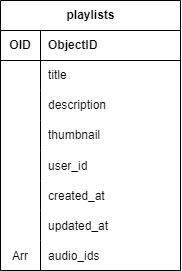 playlists
OID ObjectID
title
description
thumbnail
user_id
created_at
updated_at
Arr audio_ids